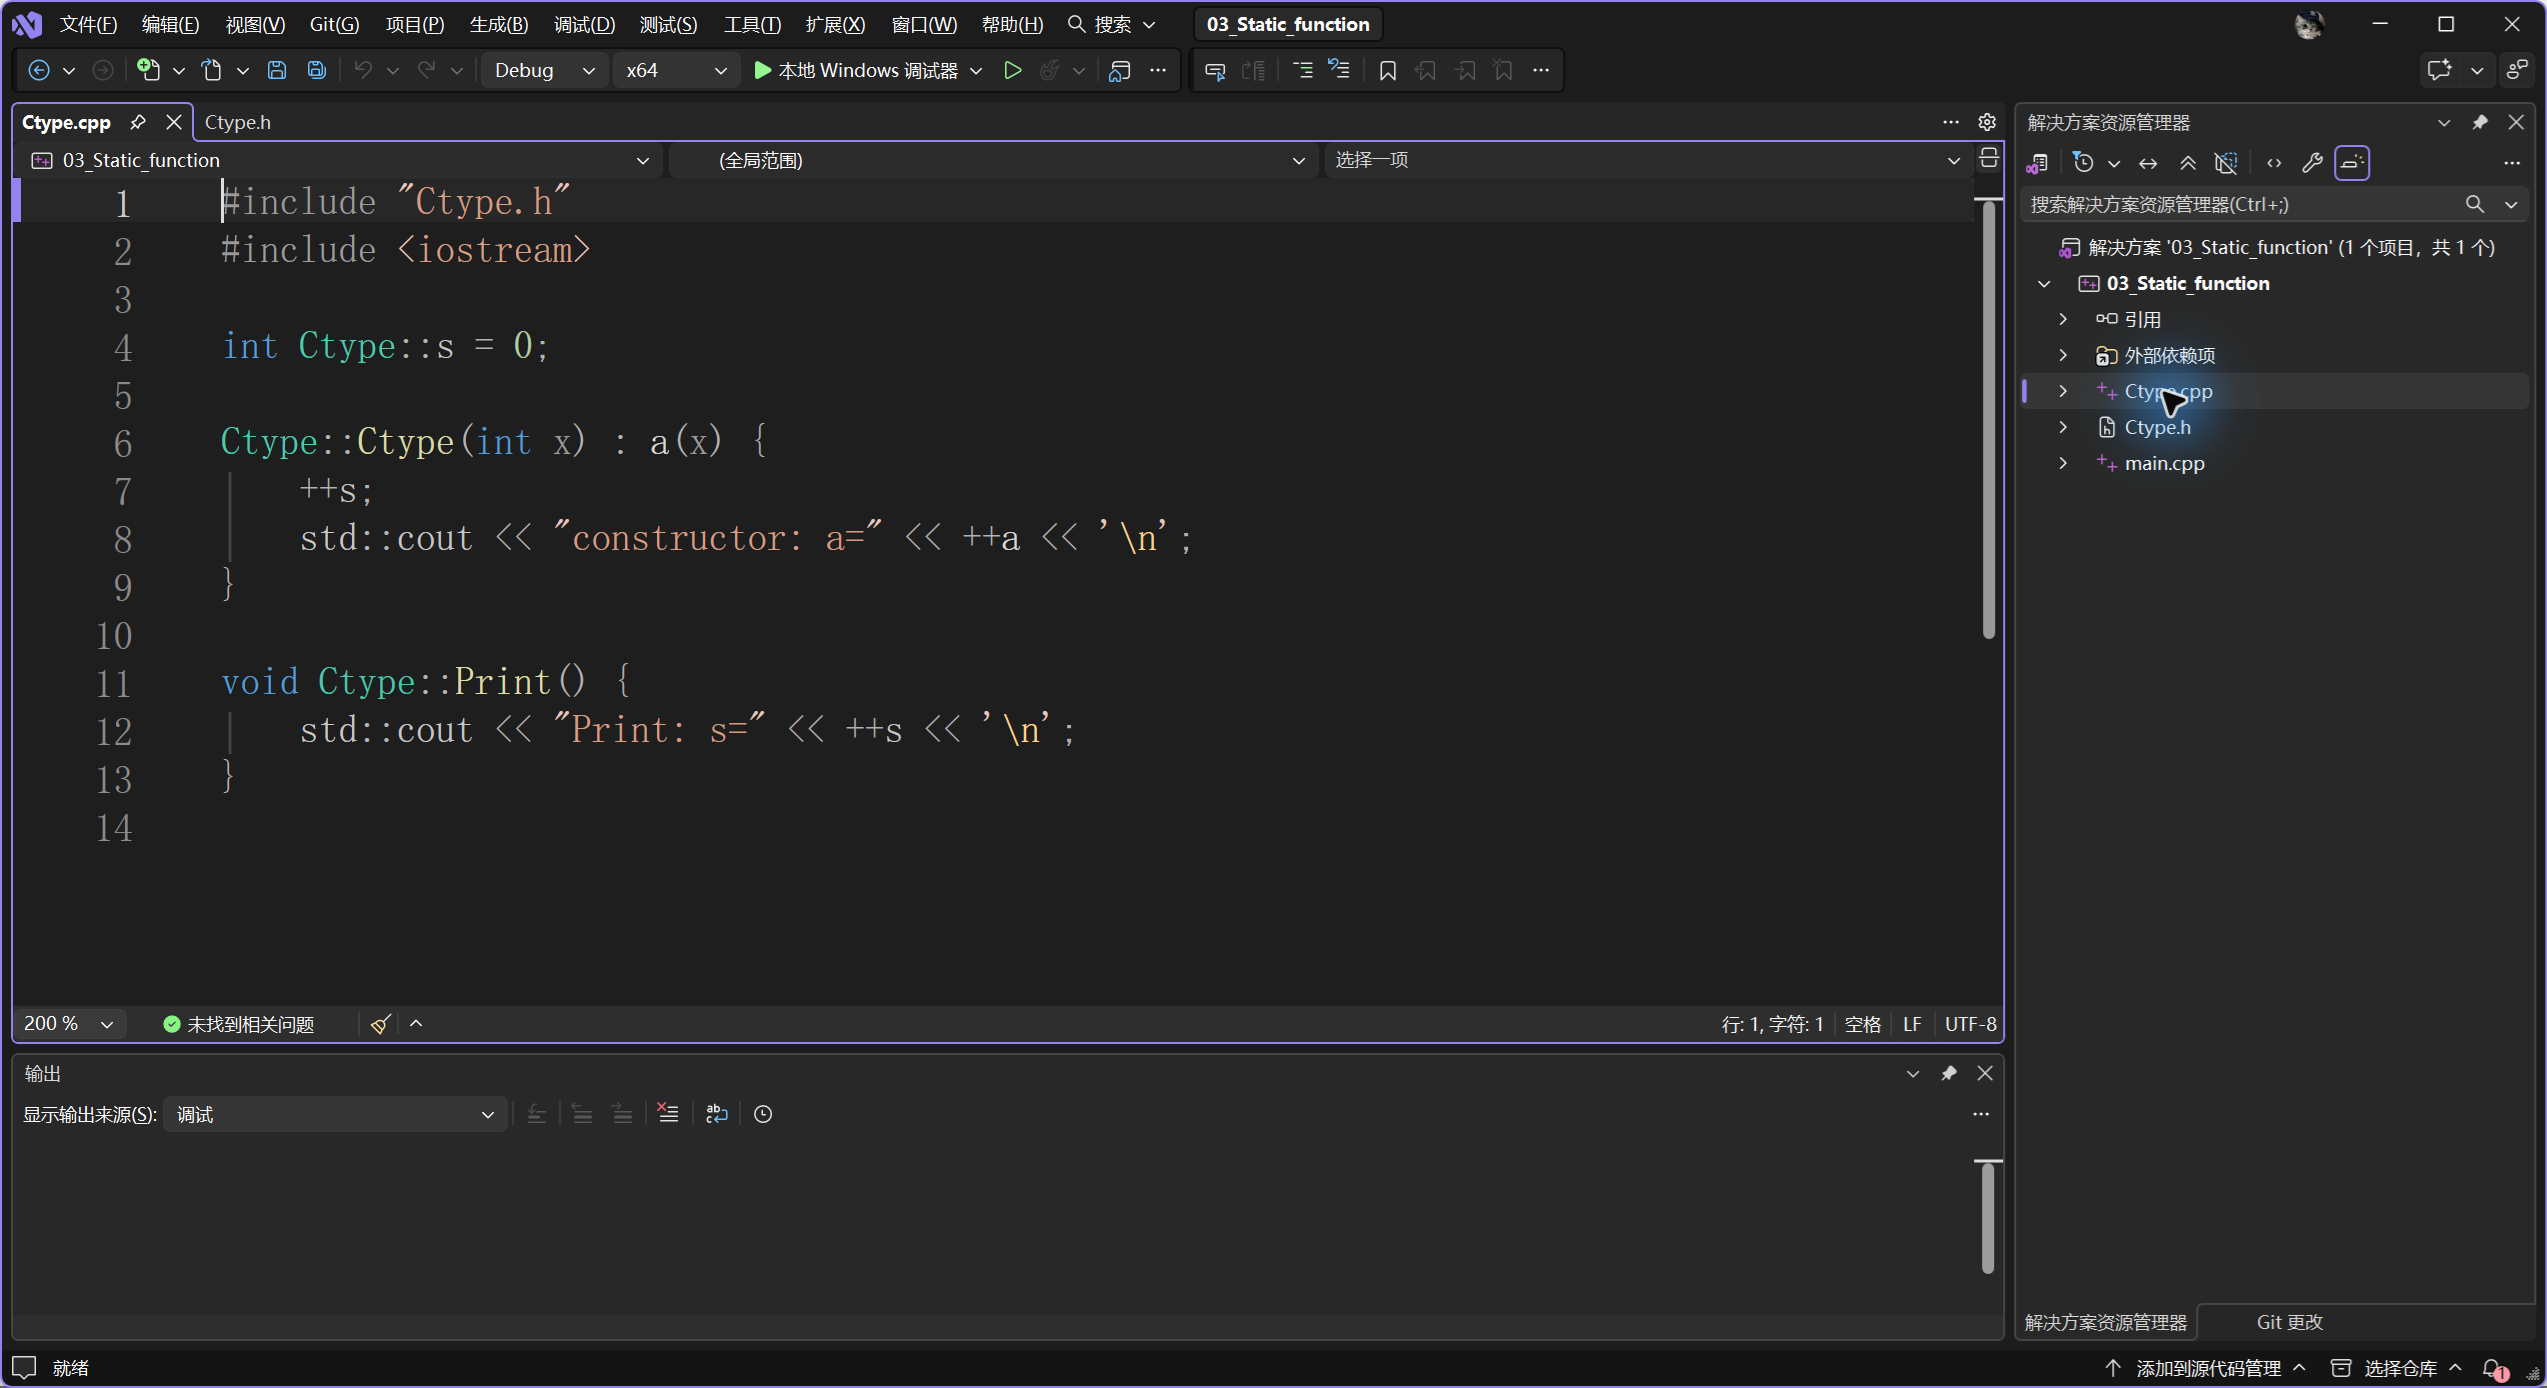 文件(F) 编辑(E) 视图(V) Git(G) 项目(P) 生成(B) 调试(D) 测试(S) 工具(T) 扩展(X) 窗口(W) 帮助(H) 搜索 03_Static_function
Debug x64 本地 Windows 调试器
Ctype.cpp Ctype.h
03_Static_function (全局范围) 选择一项
1 #include "Ctype.h"
2 #include <iostream>
3
4 int Ctype::s = 0;
5
6 Ctype::Ctype(int x) : a(x) {
7 ++s;
8 std::cout << "constructor: a=" << ++a << '\n';
9 }
10
11 void Ctype::Print() {
12 std::cout << "Print: s=" << ++s << '\n';
13 }
14
200 % 未找到相关问题 行: 1, 字符: 1 空格 LF UTF-8
输出
显示输出来源(S): 调试
解决方案资源管理器
搜索解决方案资源管理器(Ctrl+;)
解决方案 '03_Static_function' (1 个项目，共 1 个)
03_Static_function
引用
外部依赖项
Ctype.cpp
Ctype.h
main.cpp
解决方案资源管理器 Git 更改
就绪 添加到源代码管理 选择仓库 1